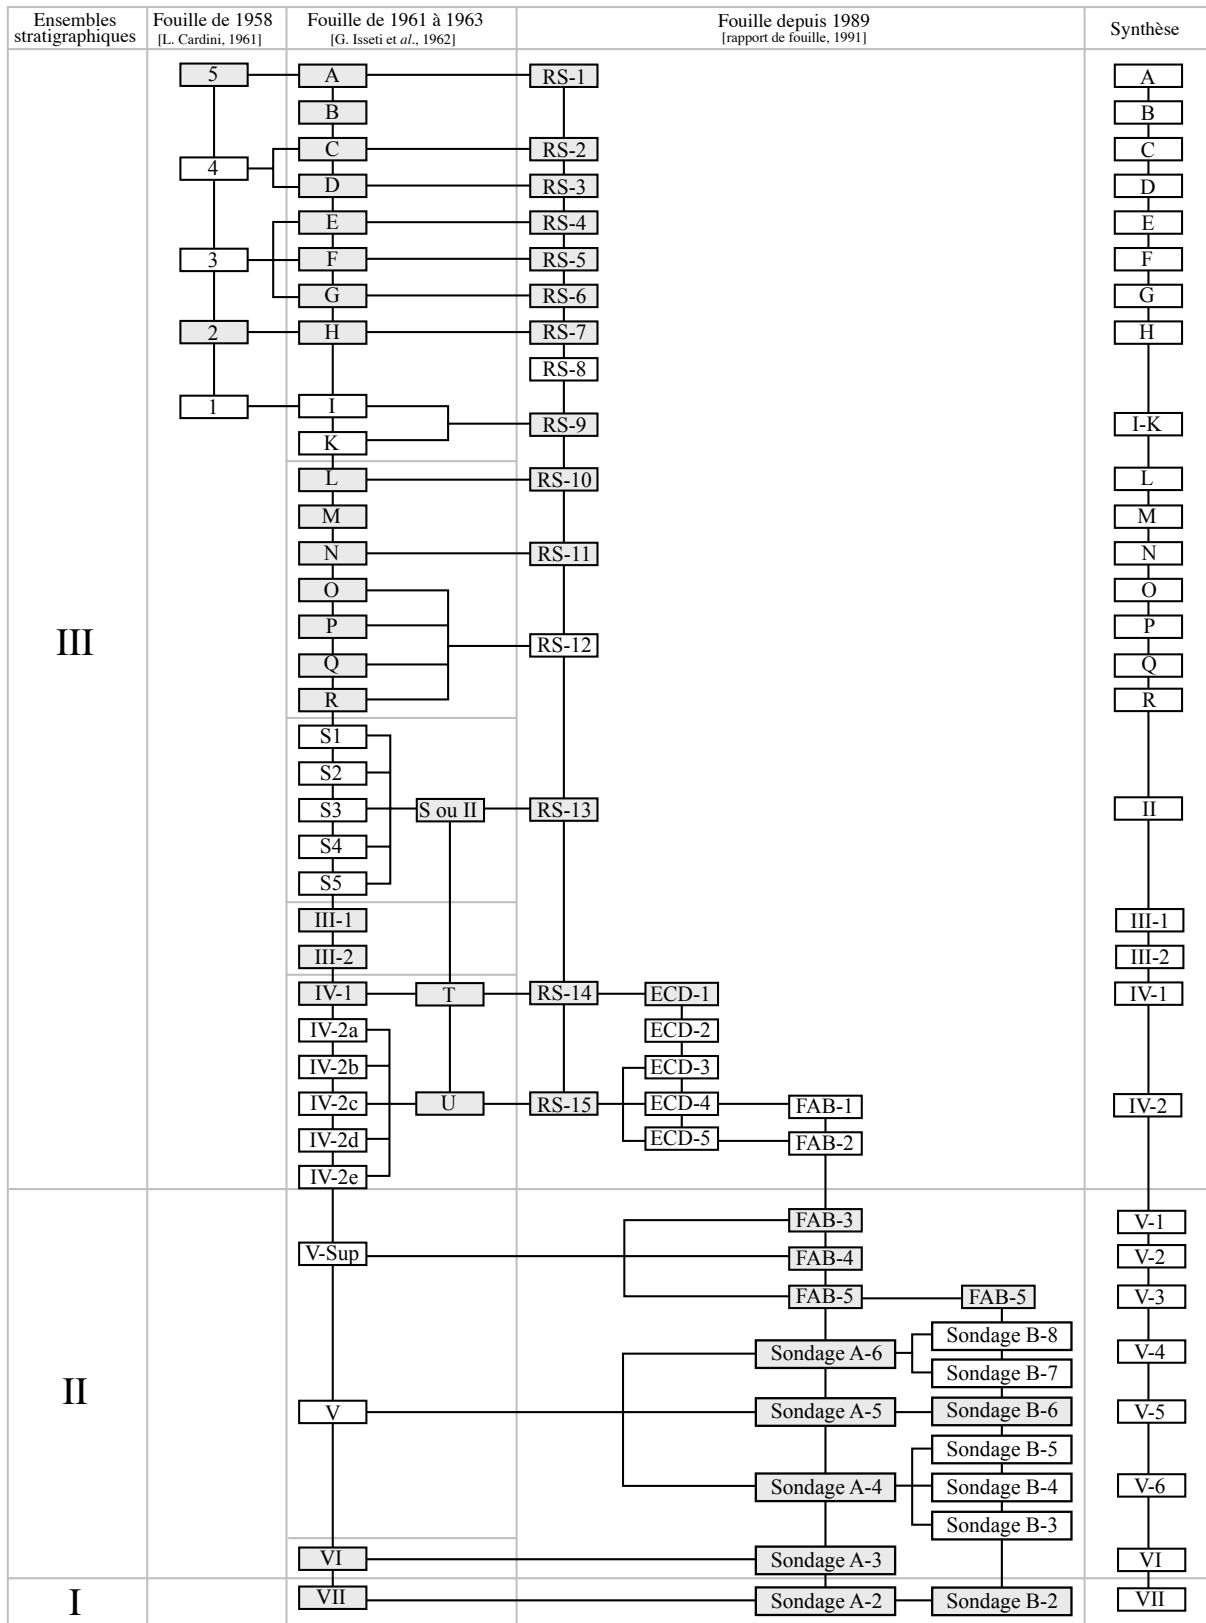 Ensembles stratigraphiques
Fouille de 1958
[L. Cardini, 1961]
Fouille de 1961 à 1963
[G. Isseti et al., 1962]
Fouille depuis 1989
[rapport de fouille, 1991]
Synthèse
5 A RS-1 A
B B
C RS-2 C
4
D RS-3 D
E RS-4 E
3 F RS-5 F
G RS-6 G
2 H RS-7 H
RS-8
1 I
RS-9 I-K
K
L RS-10 L
M M
N RS-11 N
O O
P P
III
RS-12
Q Q
R R
S1
S2
S3 S ou II RS-13 II
S4
S5
III-1 III-1
III-2 III-2
IV-1 T RS-14 ECD-1 IV-1
IV-2a ECD-2
IV-2b ECD-3
IV-2c U RS-15 ECD-4 FAB-1 IV-2
IV-2d ECD-5 FAB-2
IV-2e
FAB-3 V-1
V-Sup FAB-4 V-2
FAB-5 FAB-5 V-3
Sondage B-8
Sondage A-6 V-4
Sondage B-7
II
V Sondage A-5 Sondage B-6 V-5
Sondage B-5
Sondage A-4 Sondage B-4 V-6
Sondage B-3
VI Sondage A-3 VI
I VII Sondage A-2 Sondage B-2 VII